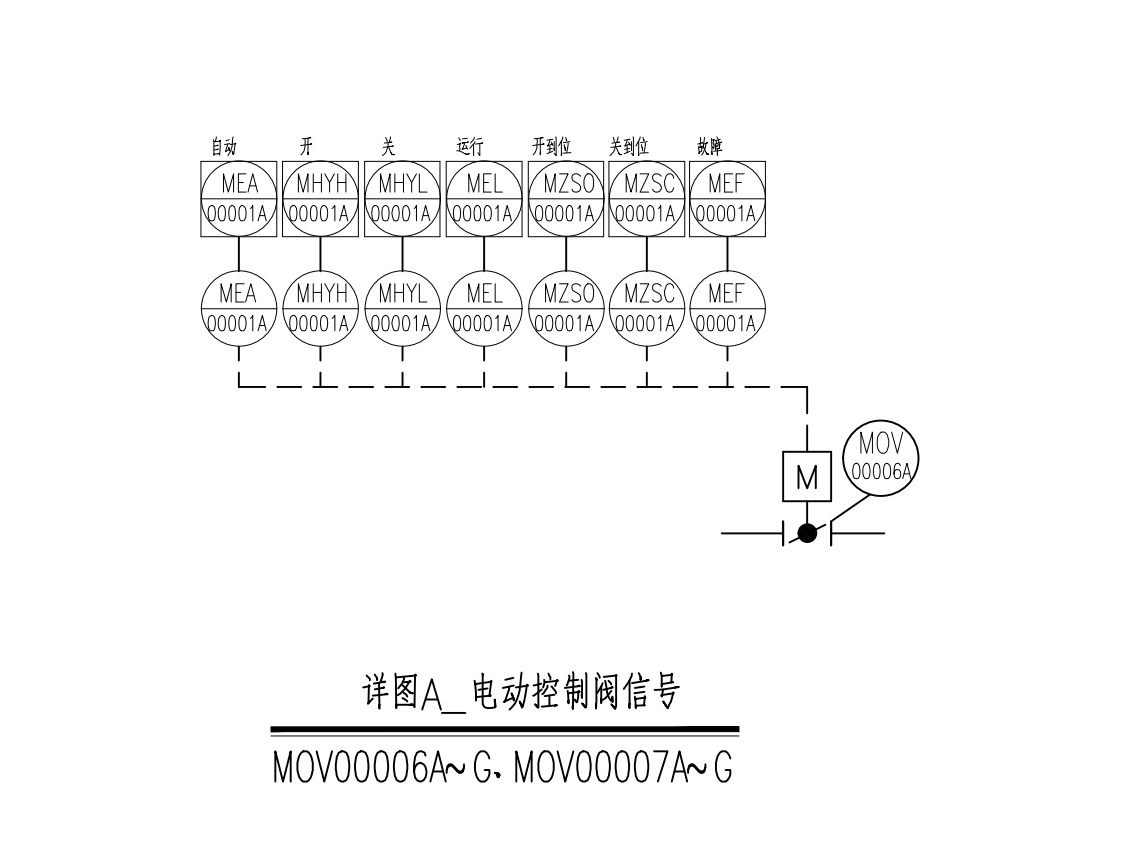 自动 开 关 运行 开到位 关到位 故障
MEA MHYH MHYL MEL MZSO MZSC MEF
00001A 00001A 00001A 00001A 00001A 00001A 00001A
MEA MHYH MHYL MEL MZSO MZSC MEF
00001A 00001A 00001A 00001A 00001A 00001A 00001A
MOV
00006A
M
详图A_电动控制阀信号
MOV00006A~G、MOV00007A~G